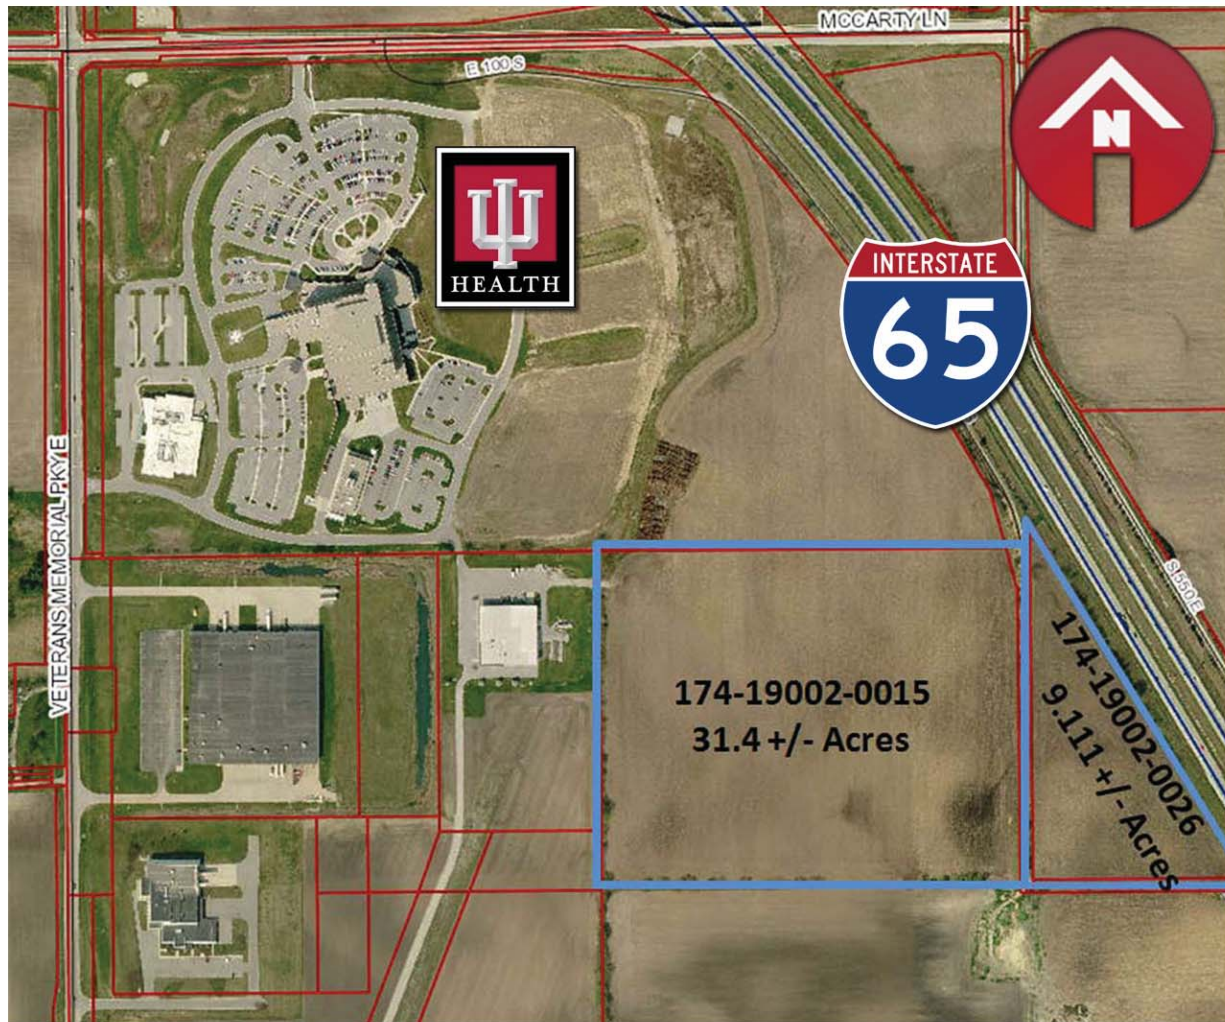 MCCARTY LN
E 100 S
N
HEALTH
INTERSTATE
65
VETERANS MEMORIAL PKY E
S 550 E
174-19002-0015
31.4 +/- Acres
174-19002-0026
9.111 +/- Acres